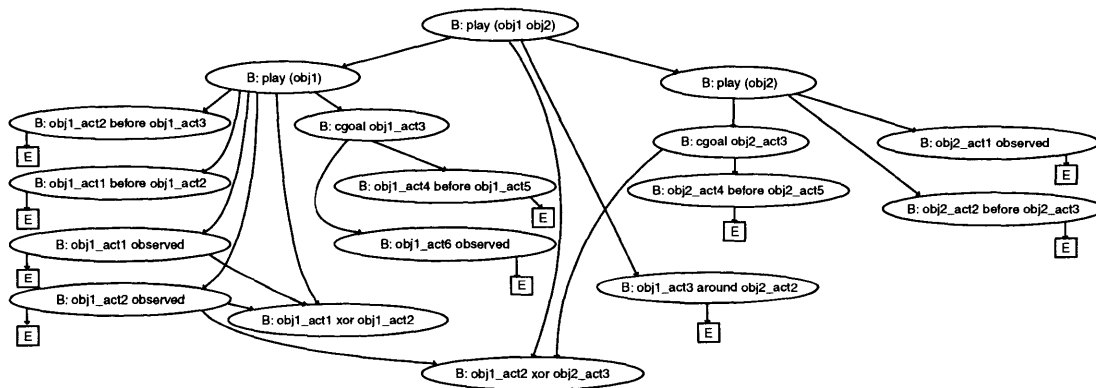 B: play (obj1 obj2)
B: play (obj1)
B: play (obj2)
B: obj1_act2 before obj1_act3
B: cgoal obj1_act3
B: cgoal obj2_act3
B: obj2_act1 observed
E
E
B: obj1_act1 before obj1_act2
B: obj1_act4 before obj1_act5
B: obj2_act4 before obj2_act5
E
E
E
B: obj2_act2 before obj2_act3
B: obj1_act1 observed
B: obj1_act6 observed
E
E
E
B: obj1_act2 observed
B: obj1_act3 around obj2_act2
E
B: obj1_act1 xor obj1_act2
E
E
B: obj1_act2 xor obj2_act3